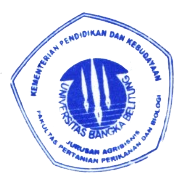 KEMENTERIAN PENDIDIKAN DAN KEBUDAYAAN
UNIVERSITAS BANGKA BELITUNG
JURUSAN AGRIBISNIS
FAKULTAS PERTANIAN PERIKANAN DAN BIOLOGI